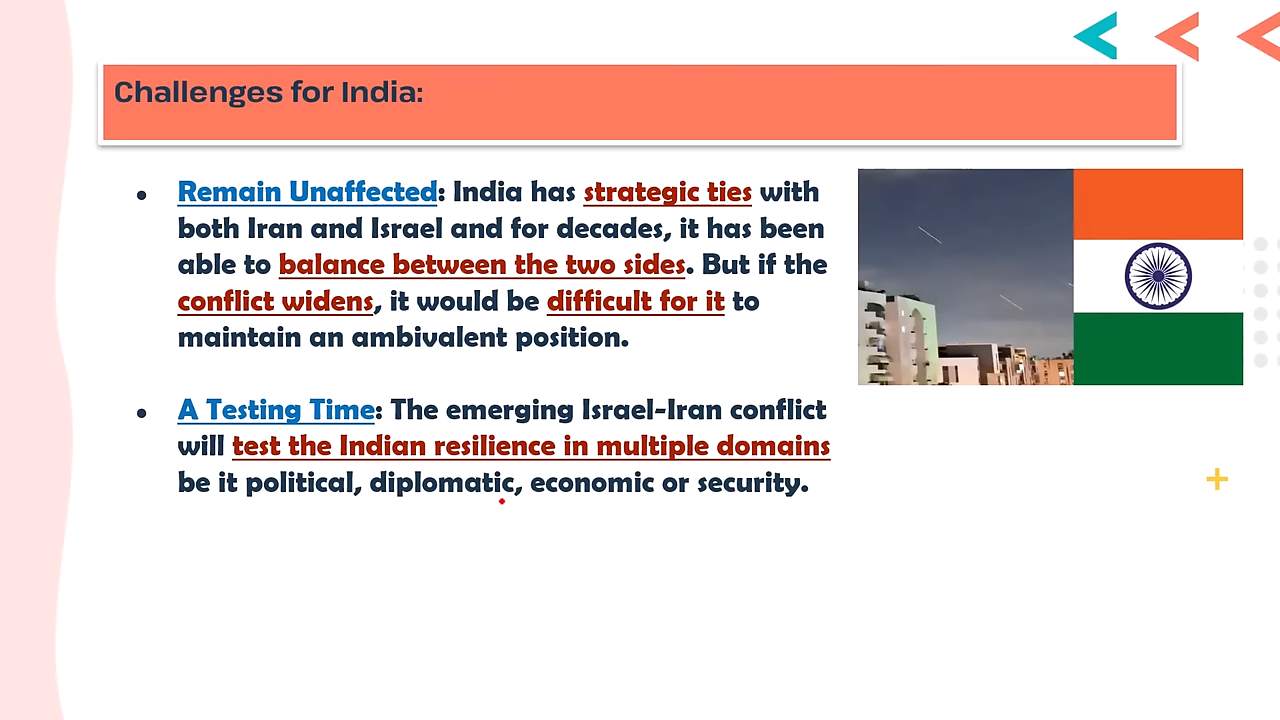 Challenges for India:
• Remain Unaffected: India has strategic ties with
both Iran and Israel and for decades, it has been
able to balance between the two sides. But if the
conflict widens, it would be difficult for it to
maintain an ambivalent position.
• A Testing Time: The emerging Israel-Iran conflict
will test the Indian resilience in multiple domains
be it political, diplomatic, economic or security.